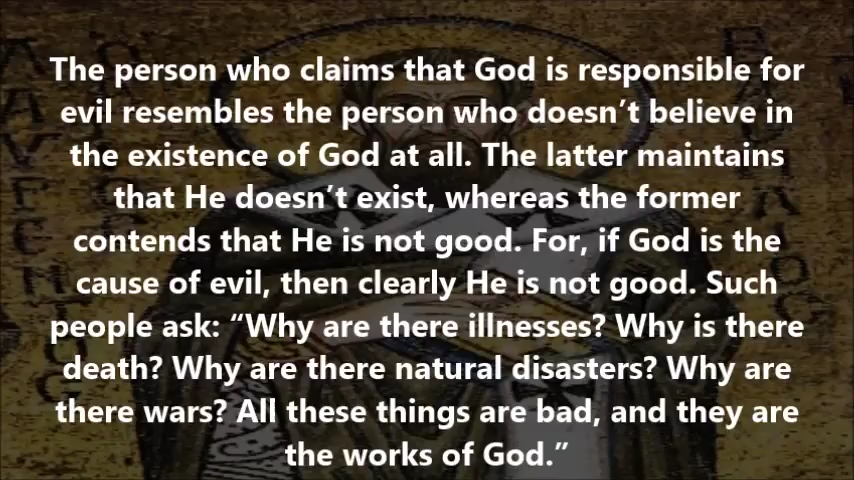 The person who claims that God is responsible for
evil resembles the person who doesn’t believe in
the existence of God at all. The latter maintains
that He doesn’t exist, whereas the former
contends that He is not good. For, if God is the
cause of evil, then clearly He is not good. Such
people ask: “Why are there illnesses? Why is there
death? Why are there natural disasters? Why are
there wars? All these things are bad, and they are
the works of God.”